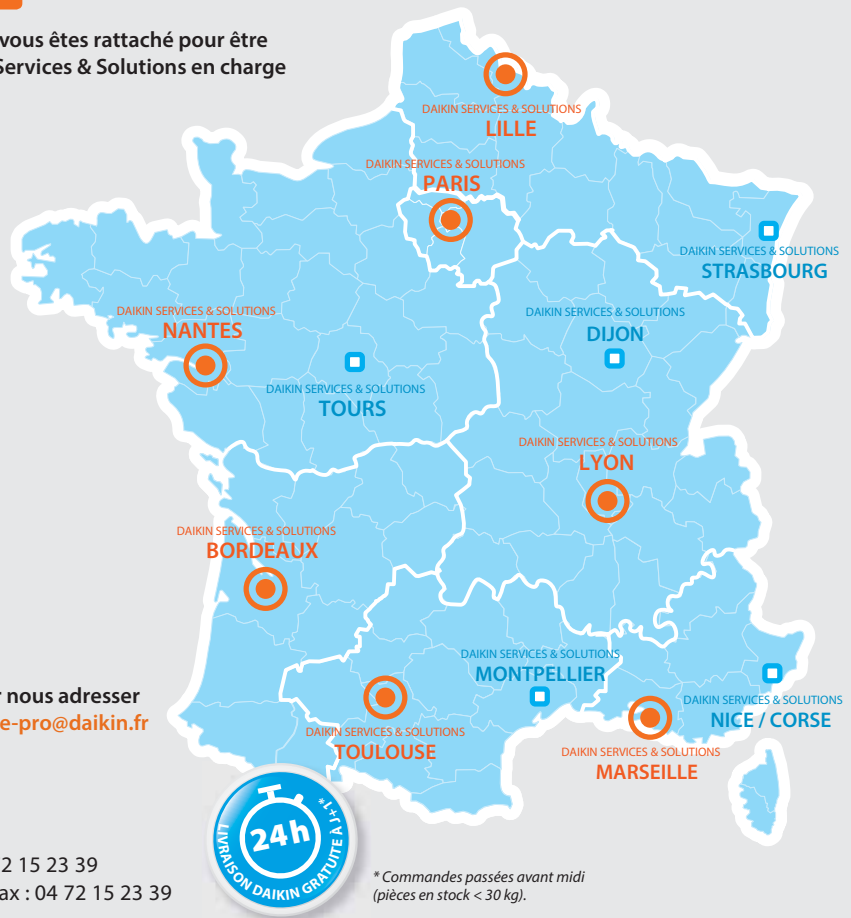 vous êtes rattaché pour être
Services & Solutions en charge
DAIKIN SERVICES & SOLUTIONS
LILLE
DAIKIN SERVICES & SOLUTIONS
PARIS
DAIKIN SERVICES & SOLUTIONS
STRASBOURG
DAIKIN SERVICES & SOLUTIONS
NANTES
DAIKIN SERVICES & SOLUTIONS
DIJON
DAIKIN SERVICES & SOLUTIONS
TOURS
DAIKIN SERVICES & SOLUTIONS
LYON
DAIKIN SERVICES & SOLUTIONS
BORDEAUX
DAIKIN SERVICES & SOLUTIONS
MONTPELLIER
DAIKIN SERVICES & SOLUTIONS
NICE / CORSE
DAIKIN SERVICES & SOLUTIONS
TOULOUSE
DAIKIN SERVICES & SOLUTIONS
MARSEILLE
r nous adresser
e-pro@daikin.fr
24h
LIVRAISON DAIKIN GRATUITE À J+1*
2 15 23 39
ax : 04 72 15 23 39
* Commandes passées avant midi
(pièces en stock < 30 kg).